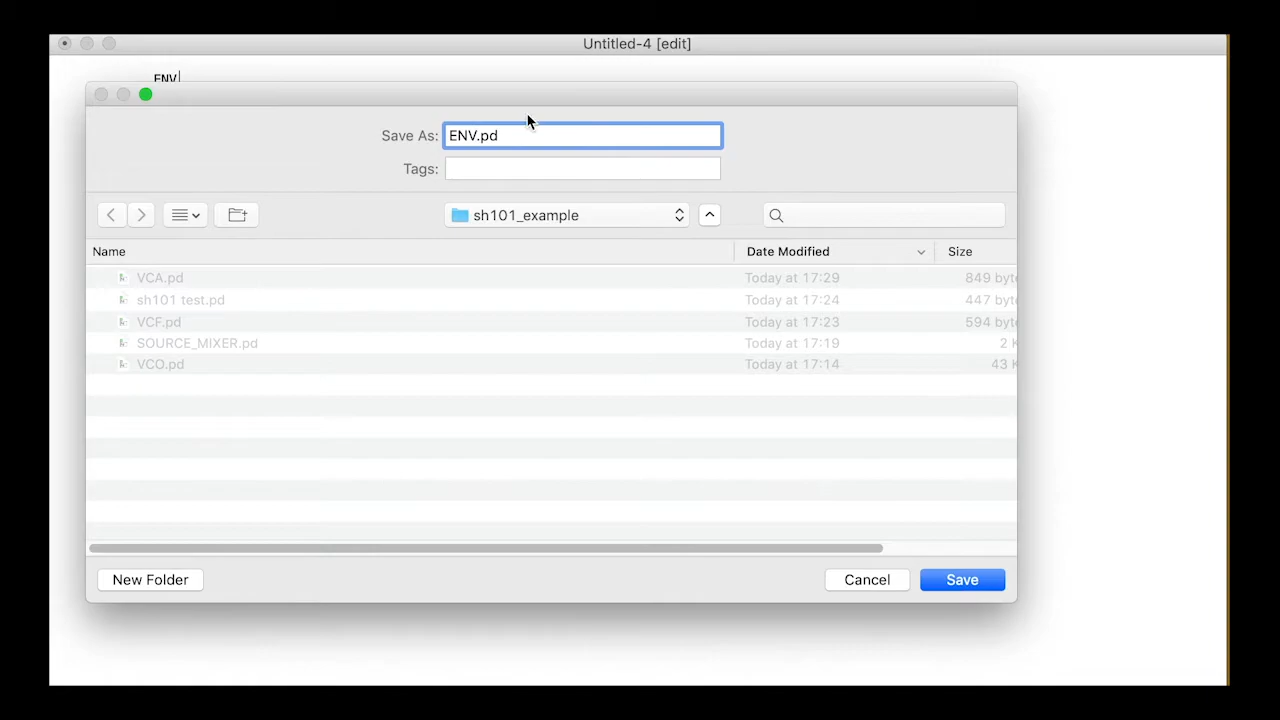 Untitled-4 [edit]
ENV
Save As: ENV.pd
Tags:
sh101_example
Name Date Modified Size
VCA.pd Today at 17:29 849 byt
sh101 test.pd Today at 17:24 447 byt
VCF.pd Today at 17:23 594 byt
SOURCE_MIXER.pd Today at 17:19 2 K
VCO.pd Today at 17:14 43 K
New Folder Cancel Save